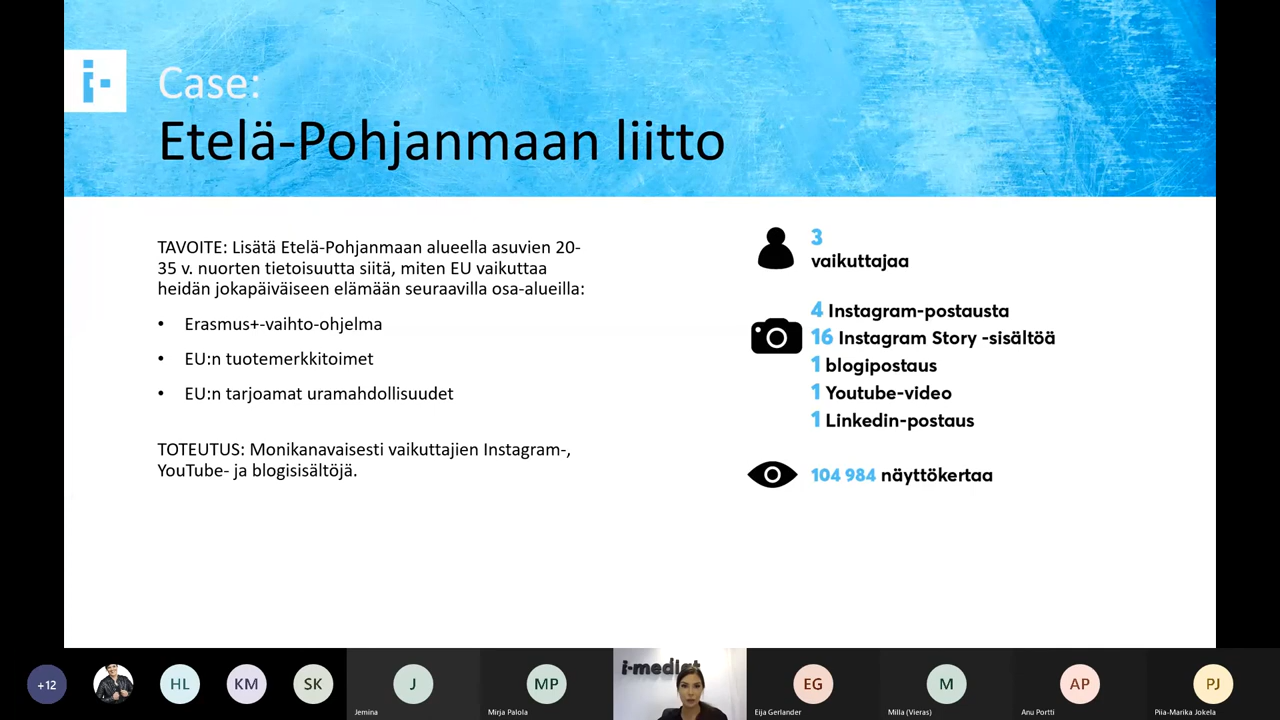 i-
Case:
Etelä-Pohjanmaan liitto
TAVOITE: Lisätä Etelä-Pohjanmaan alueella asuvien 20-
35 v. nuorten tietoisuutta siitä, miten EU vaikuttaa
heidän jokapäiväiseen elämään seuraavilla osa-alueilla:
• Erasmus+-vaihto-ohjelma
• EU:n tuotemerkkitoimet
• EU:n tarjoamat uramahdollisuudet
TOTEUTUS: Monikanavaisesti vaikuttajien Instagram-,
YouTube- ja blogisisältöjä.
3
vaikuttajaa
4 Instagram-postausta
16 Instagram Story -sisältöä
1 blogipostaus
1 Youtube-video
1 Linkedin-postaus
104 984 näyttökertaa
+12
HL
KM
SK
J
Jemina
MP
Mirja Palola
i-mediat
EG
Eija Gerlander
M
Milla (Vieras)
AP
Anu Portti
PJ
Piia-Marika Jokela